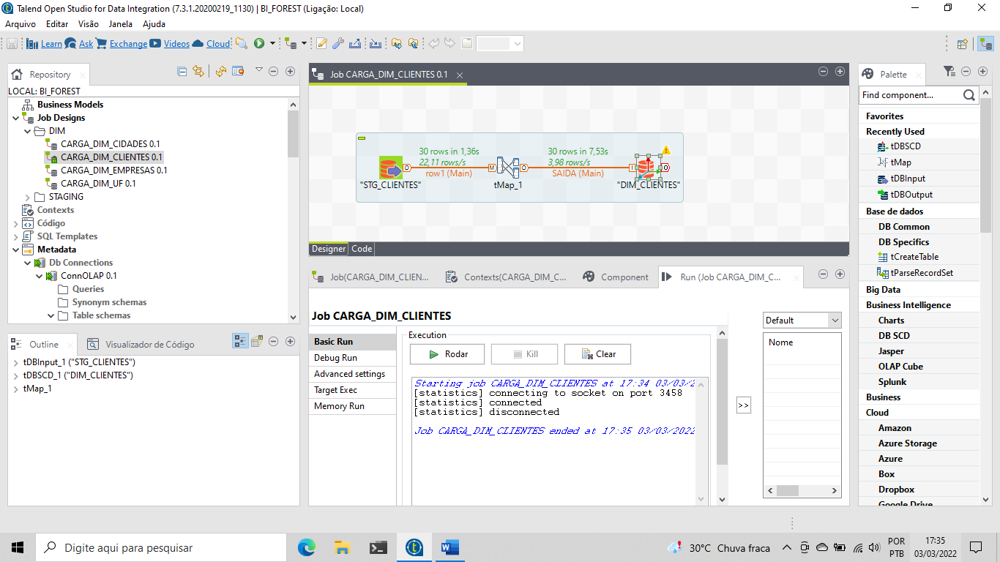 Talend Open Studio for Data Integration (7.3.1.20200219_1130) | BI_FOREST (Ligação: Local)
Arquivo Editar Visão Janela Ajuda
Learn Ask Exchange Videos Cloud
Repository
LOCAL: BI_FOREST
Business Models
Job Designs
DIM
CARGA_DIM_CIDADES 0.1
CARGA_DIM_CLIENTES 0.1
CARGA_DIM_EMPRESAS 0.1
CARGA_DIM_UF 0.1
STAGING
Contexts
Código
SQL Templates
Metadata
Db Connections
ConnOLAP 0.1
Queries
Synonym schemas
Table schemas
Outline
Visualizador de Código
tDBInput_1 ("STG_CLIENTES")
tDBSCD_1 ("DIM_CLIENTES")
tMap_1
Job CARGA_DIM_CLIENTES 0.1
30 rows in 1,36s
22,11 rows/s
row1 (Main)
30 rows in 7,53s
3,98 rows/s
SAIDA (Main)
"STG_CLIENTES"
tMap_1
"DIM_CLIENTES"
Designer Code
Job(CARGA_DIM_CLIEN...
Contexts(CARGA_DIM_C...
Component
Run (Job CARGA_DIM_C...
Job CARGA_DIM_CLIENTES
Basic Run
Debug Run
Advanced settings
Target Exec
Memory Run
Execution
Rodar
Kill
Clear
Starting job CARGA_DIM_CLIENTES at 17:34 03/03/2
[statistics] connecting to socket on port 3458
[statistics] connected
[statistics] disconnected
Job CARGA_DIM_CLIENTES ended at 17:35 03/03/2022
>>
Default
Nome
Palette
Find component...
Favorites
Recently Used
tDBSCD
tMap
tDBInput
tDBOutput
Base de dados
DB Common
DB Specifics
tCreateTable
tParseRecordSet
Big Data
Business Intelligence
Charts
DB SCD
Jasper
OLAP Cube
Splunk
Business
Cloud
Amazon
Azure Storage
Azure
Box
Dropbox
Google Drive
Digite aqui para pesquisar
30°C Chuva fraca
POR
PTB
17:35
03/03/2022